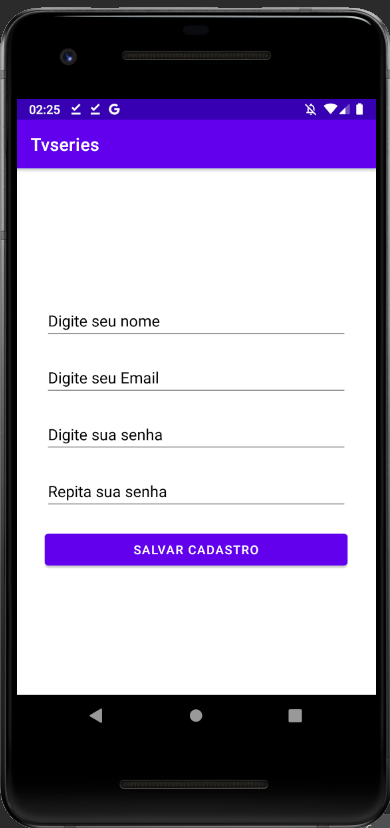 02:25
Tvseries
Digite seu nome
Digite seu Email
Digite sua senha
Repita sua senha
SALVAR CADASTRO